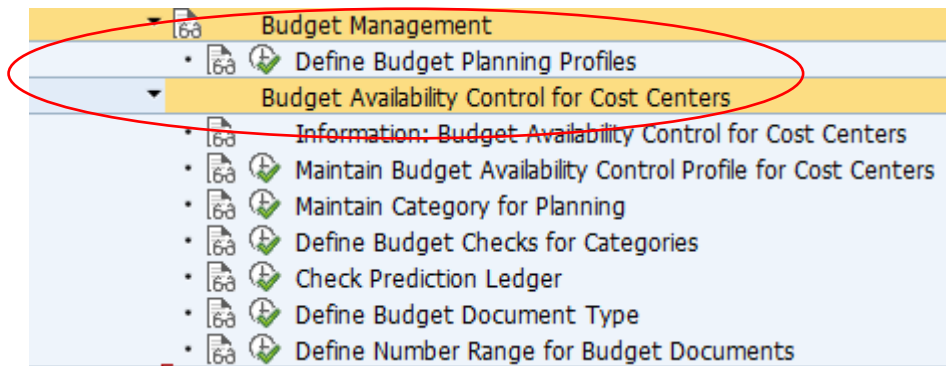 Budget Management
Define Budget Planning Profiles
Budget Availability Control for Cost Centers
Information: Budget Availability Control for Cost Centers
Maintain Budget Availability Control Profile for Cost Centers
Maintain Category for Planning
Define Budget Checks for Categories
Check Prediction Ledger
Define Budget Document Type
Define Number Range for Budget Documents